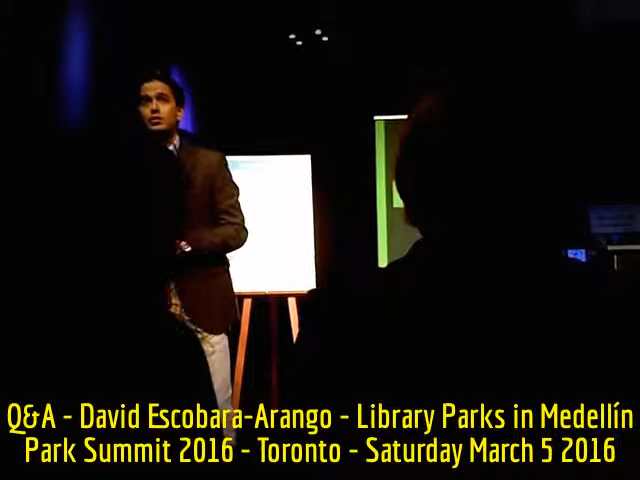 Q&A - David Escobara-Arango - Library Parks in Medellín
Park Summit 2016 - Toronto - Saturday March 5 2016